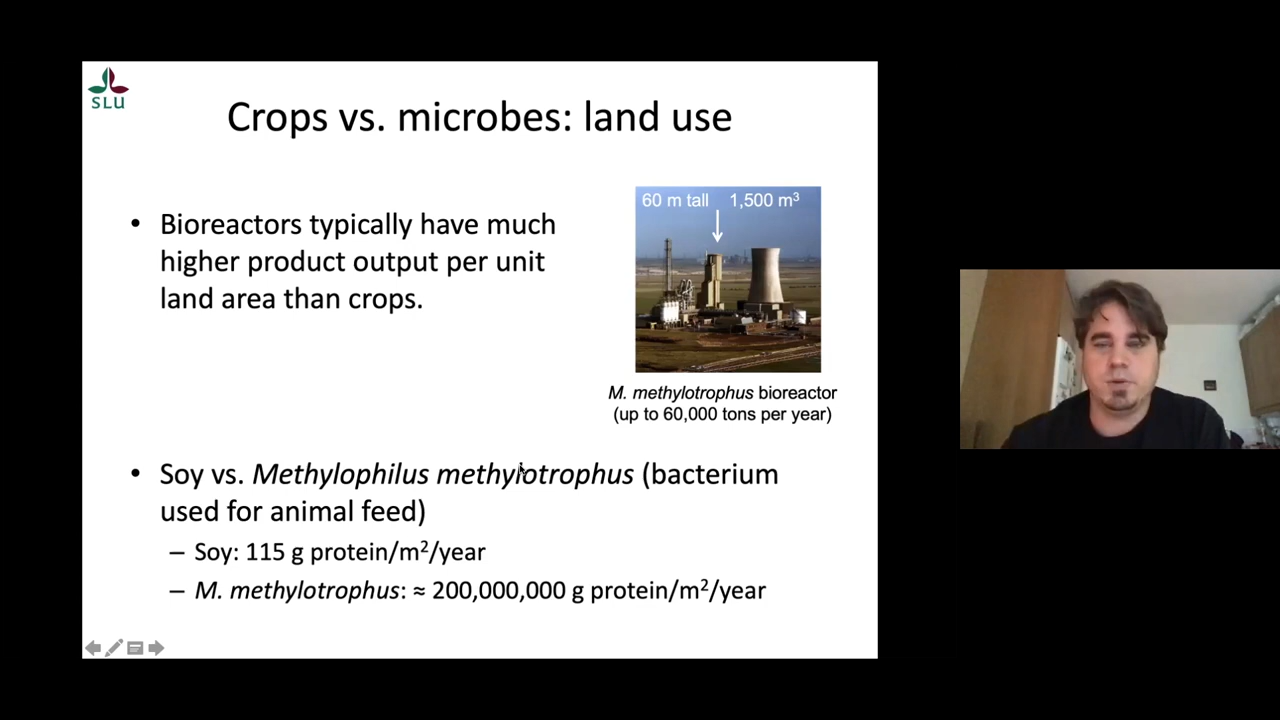 SLU
Crops vs. microbes: land use
• Bioreactors typically have much
higher product output per unit
land area than crops.
60 m tall 1,500 m³
M. methylotrophus bioreactor
(up to 60,000 tons per year)
• Soy vs. Methylophilus methylotrophus (bacterium
used for animal feed)
– Soy: 115 g protein/m²/year
– M. methylotrophus: ≈ 200,000,000 g protein/m²/year